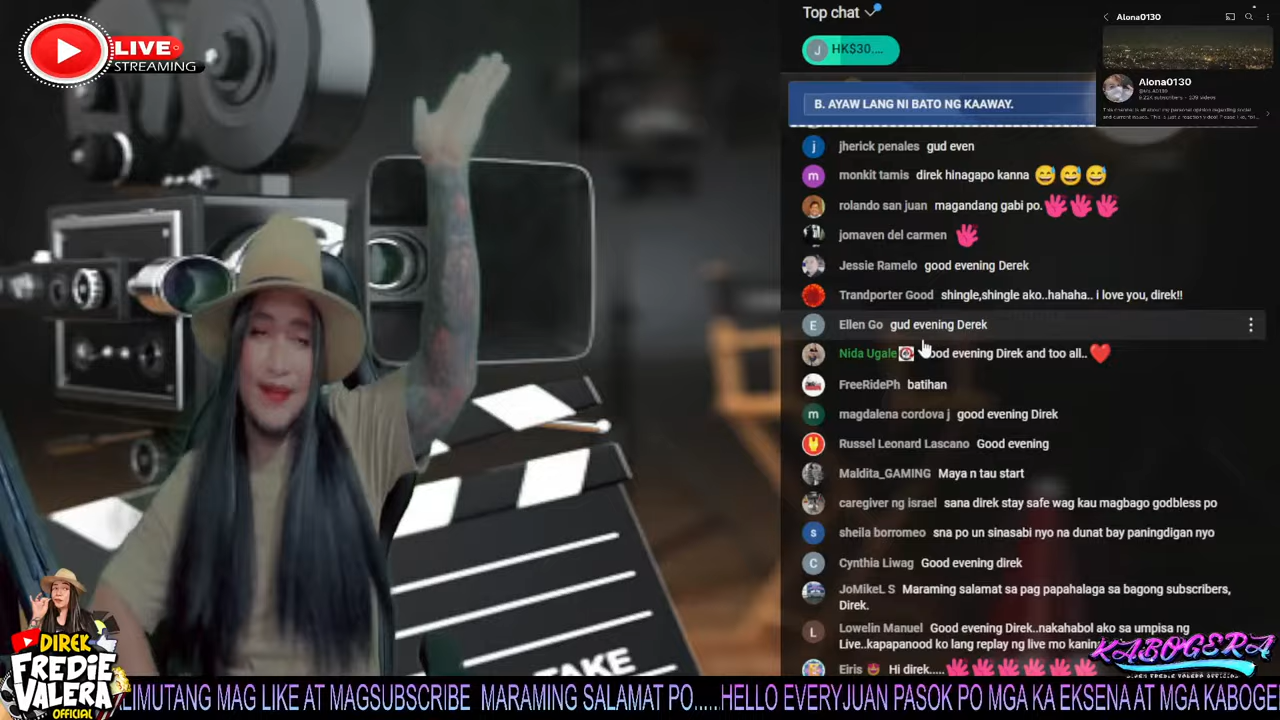 LIVE
STREAMING
Top chat
J HK$30....
Alona0130
Alona0130
B. AYAW LANG NI BATO NG KAAWAY.
j jherick penales gud even
m monkit tamis direk hinagapo kanna 😅😅😅
rolando san juan magandang gabi po.
jomaven del carmen
Jessie Ramelo good evening Derek
Trandporter Good shingle,shingle ako..hahaha.. i love you, direk!!
E Ellen Go gud evening Derek
Nida Ugale ood evening Direk and too all.. ❤️
FreeRidePh batihan
m magdalena cordova j good evening Direk
Russel Leonard Lascano Good evening
Maldita_GAMING Maya n tau start
caregiver ng israel sana direk stay safe wag kau magbago godbless po
s sheila borromeo sna po un sinasabi nyo na dunat bay paningdigan nyo
C Cynthia Liwag Good evening direk
JoMikeL S Maraming salamat sa pag papahalaga sa bagong subscribers,
Direk.
L Lowelin Manuel Good evening Direk..nakahabol ako sa umpisa ng
Live..kapapanood ko lang replay ng live mo kanin
Eiris Hi direk.....
KABOGERA
TAKE
DIREK
FREDIE
VALERA
OFFICIAL
LIMUTANG MAG LIKE AT MAGSUBSCRIBE MARAMING SALAMAT PO.....HELLO EVERYJUAN PASOK PO MGA KA EKSENA AT MGA KABOGE